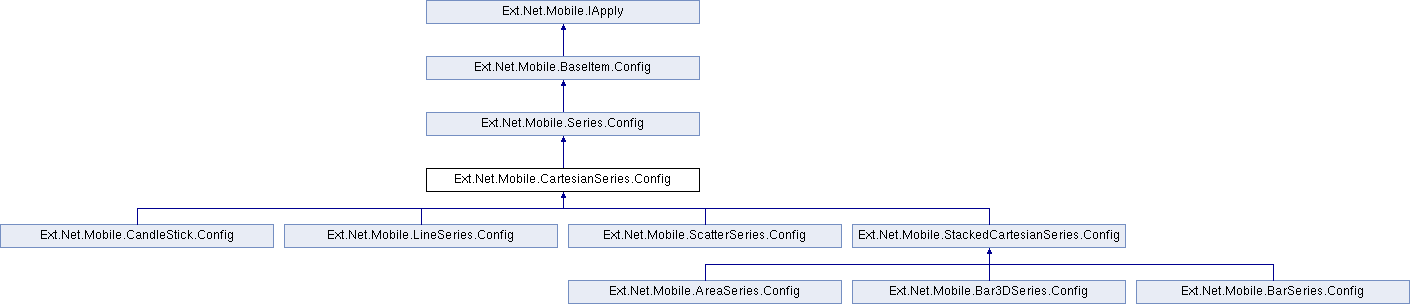 Ext.Net.Mobile.IApply
Ext.Net.Mobile.BaseItem.Config
Ext.Net.Mobile.Series.Config
Ext.Net.Mobile.CartesianSeries.Config
Ext.Net.Mobile.CandleStick.Config
Ext.Net.Mobile.LineSeries.Config
Ext.Net.Mobile.ScatterSeries.Config
Ext.Net.Mobile.StackedCartesianSeries.Config
Ext.Net.Mobile.AreaSeries.Config
Ext.Net.Mobile.Bar3DSeries.Config
Ext.Net.Mobile.BarSeries.Config